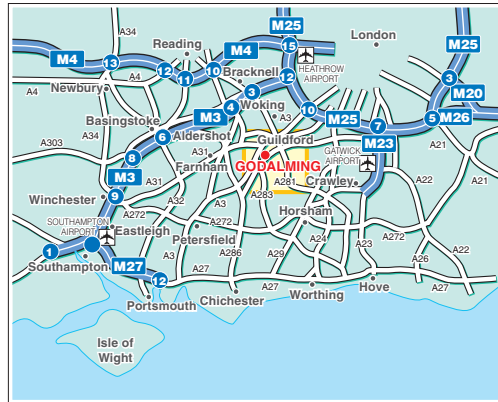 A34
M25
London
Reading
M4
M25
M4
15
13
HEATHROW
AIRPORT
12
11
10
Bracknell
12
3
A4
A4
Newbury
3
M20
4
Woking
A3
10
M25
5
M26
Basingstoke
M3
7
6
Aldershot
Guildford
M23
A303
GATWICK
AIRPORT
A21
8
Farnham
A31
GODALMING
M3
A31
A281
Crawley
A22
A21
Winchester
9
A32
A3
A283
SOUTHAMPTON
AIRPORT
A272
A272
Horsham
Eastleigh
Petersfield
A24
A23
A272
1
A3
A286
A29
A26
A22
Southampton
M27
12
A27
A27
A27
A27
Portsmouth
Chichester
Worthing
Hove
Isle of
Wight